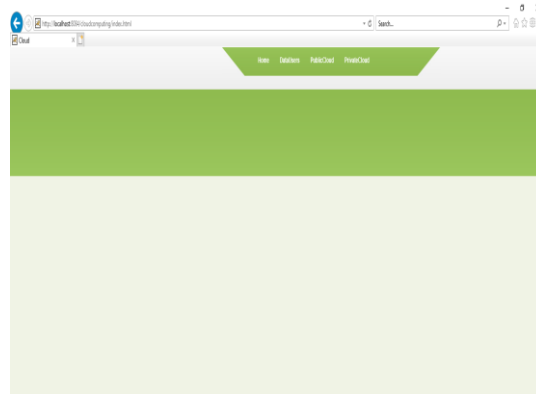 http://localhost:8084/cloudcomputing/index.html
Search...
Cloud
Home DataUsers PublicCloud PrivateCloud